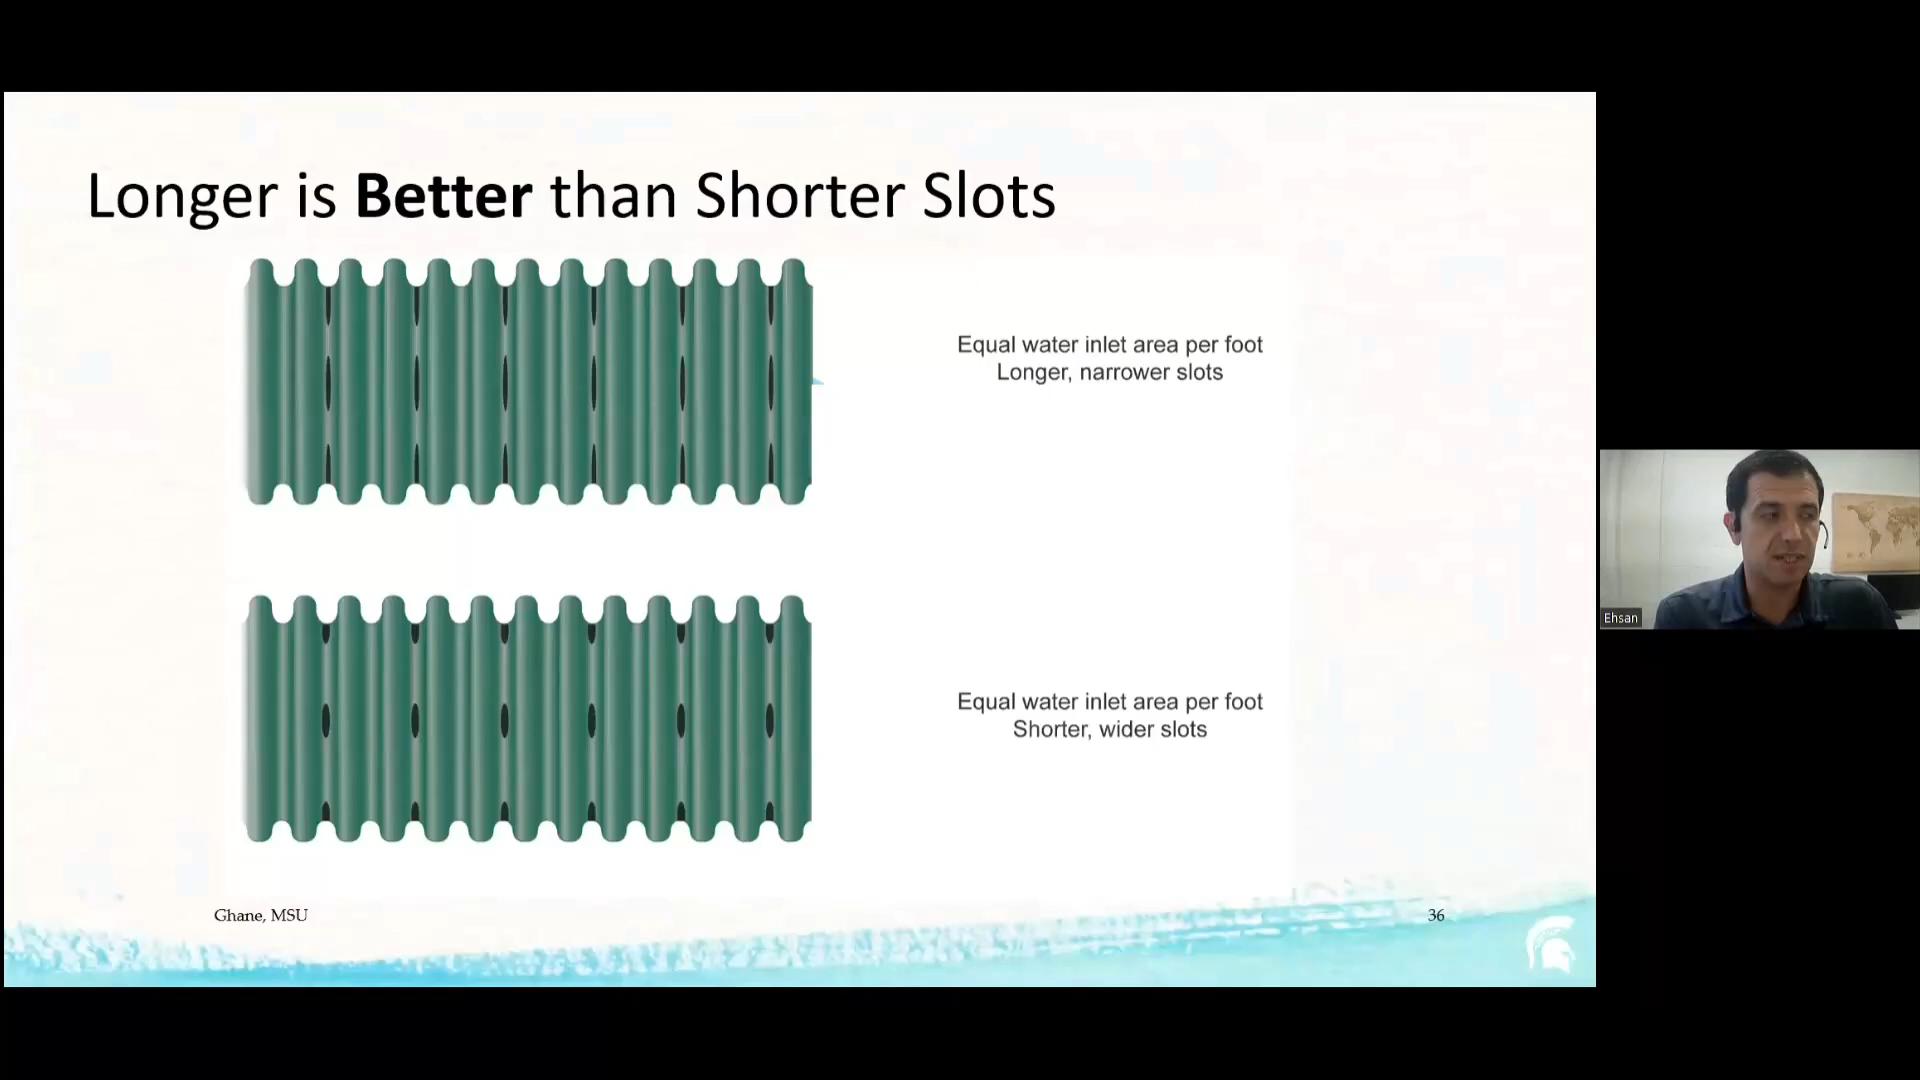 Longer is Better than Shorter Slots
Equal water inlet area per foot
Longer, narrower slots
Equal water inlet area per foot
Shorter, wider slots
Ghane, MSU
36
Ehsan